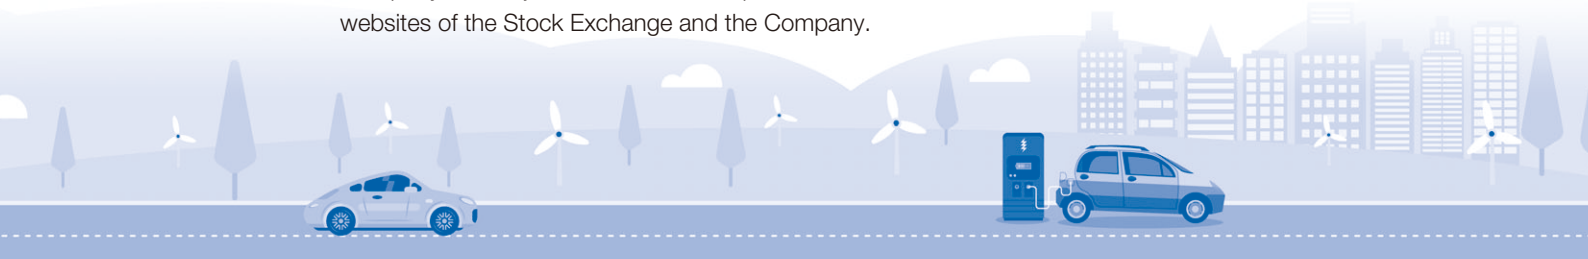 websites of the Stock Exchange and the Company.